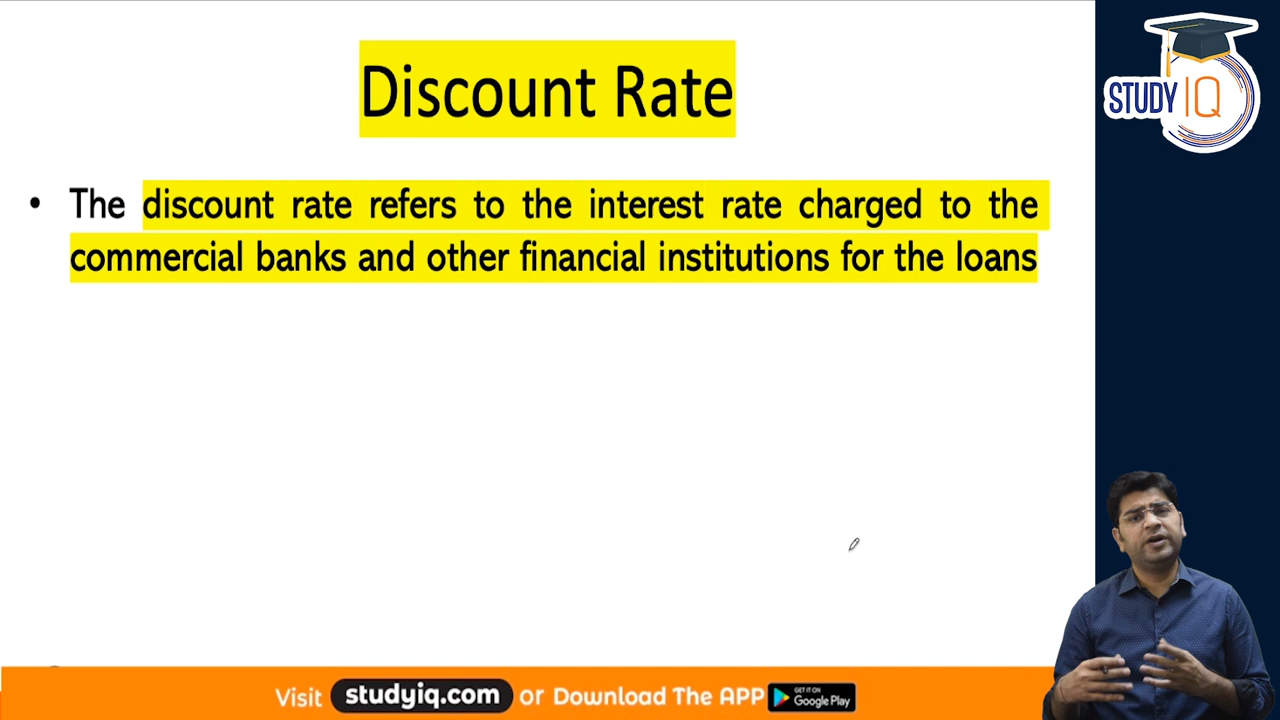 Discount Rate
STUDY IQ
• The discount rate refers to the interest rate charged to the
commercial banks and other financial institutions for the loans
Visit studyiq.com or Download The APP GET IT ON Google Play